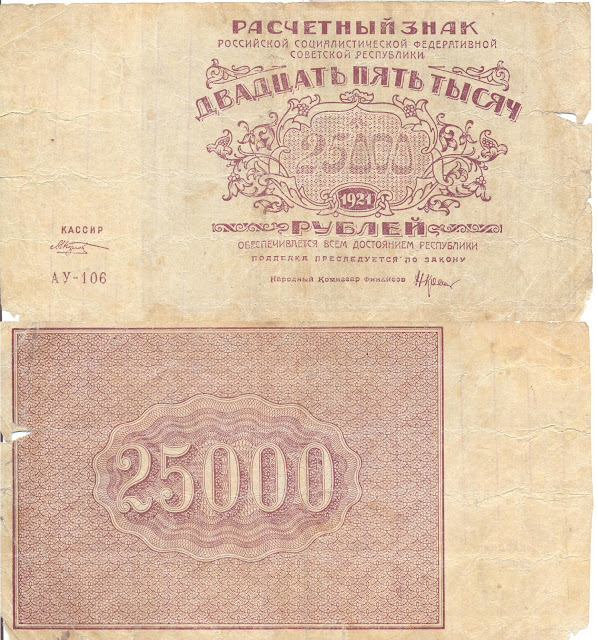 РАСЧЕТНЫЙ ЗНАК
РОССИЙСКОЙ СОЦИАЛИСТИЧЕСКОЙ ФЕДЕРАТИВНОЙ
СОВЕТСКОЙ РЕСПУБЛИКИ
ДВАДЦАТЬ ПЯТЬ ТЫСЯЧ
25000
1921
РУБЛЕЙ
ОБЕСПЕЧИВАЕТСЯ ВСЕМ ДОСТОЯНИЕМ РЕСПУБЛИКИ
ПОДДЕЛКА ПРЕСЛЕДУЕТСЯ ПО ЗАКОНУ
Народный Комиссар Финансов
КАССИР
АУ-106
25000